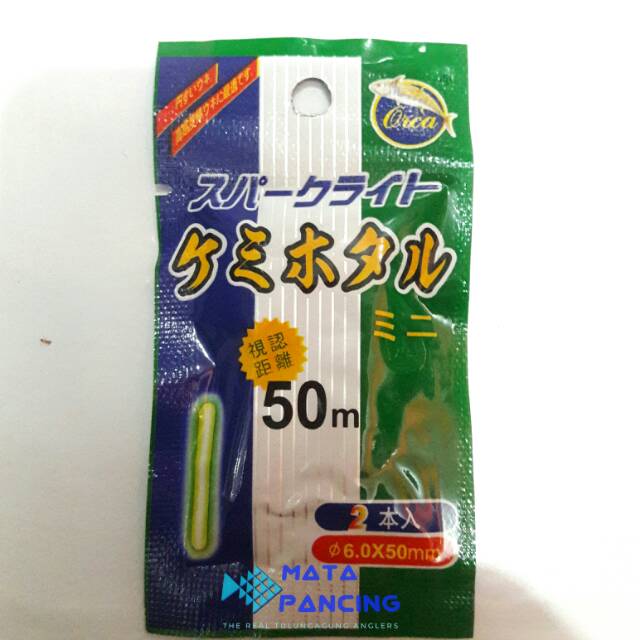 Orca
スパークライト
ケミホタル
ミニ
視認
距離
50m
2本入
φ6.0X50mm
MATA
PANCING
THE REAL TULUNGAGUNG ANGLERS